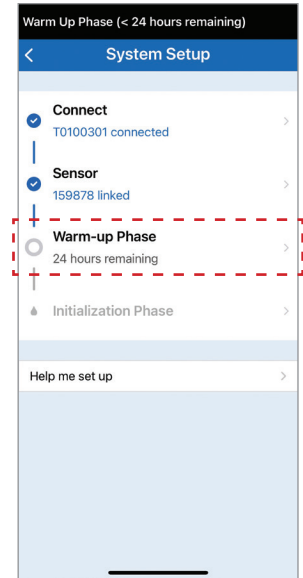 Warm Up Phase (< 24 hours remaining)
System Setup
Connect
T0100301 connected
Sensor
159878 linked
Warm-up Phase
24 hours remaining
Initialization Phase
Help me set up